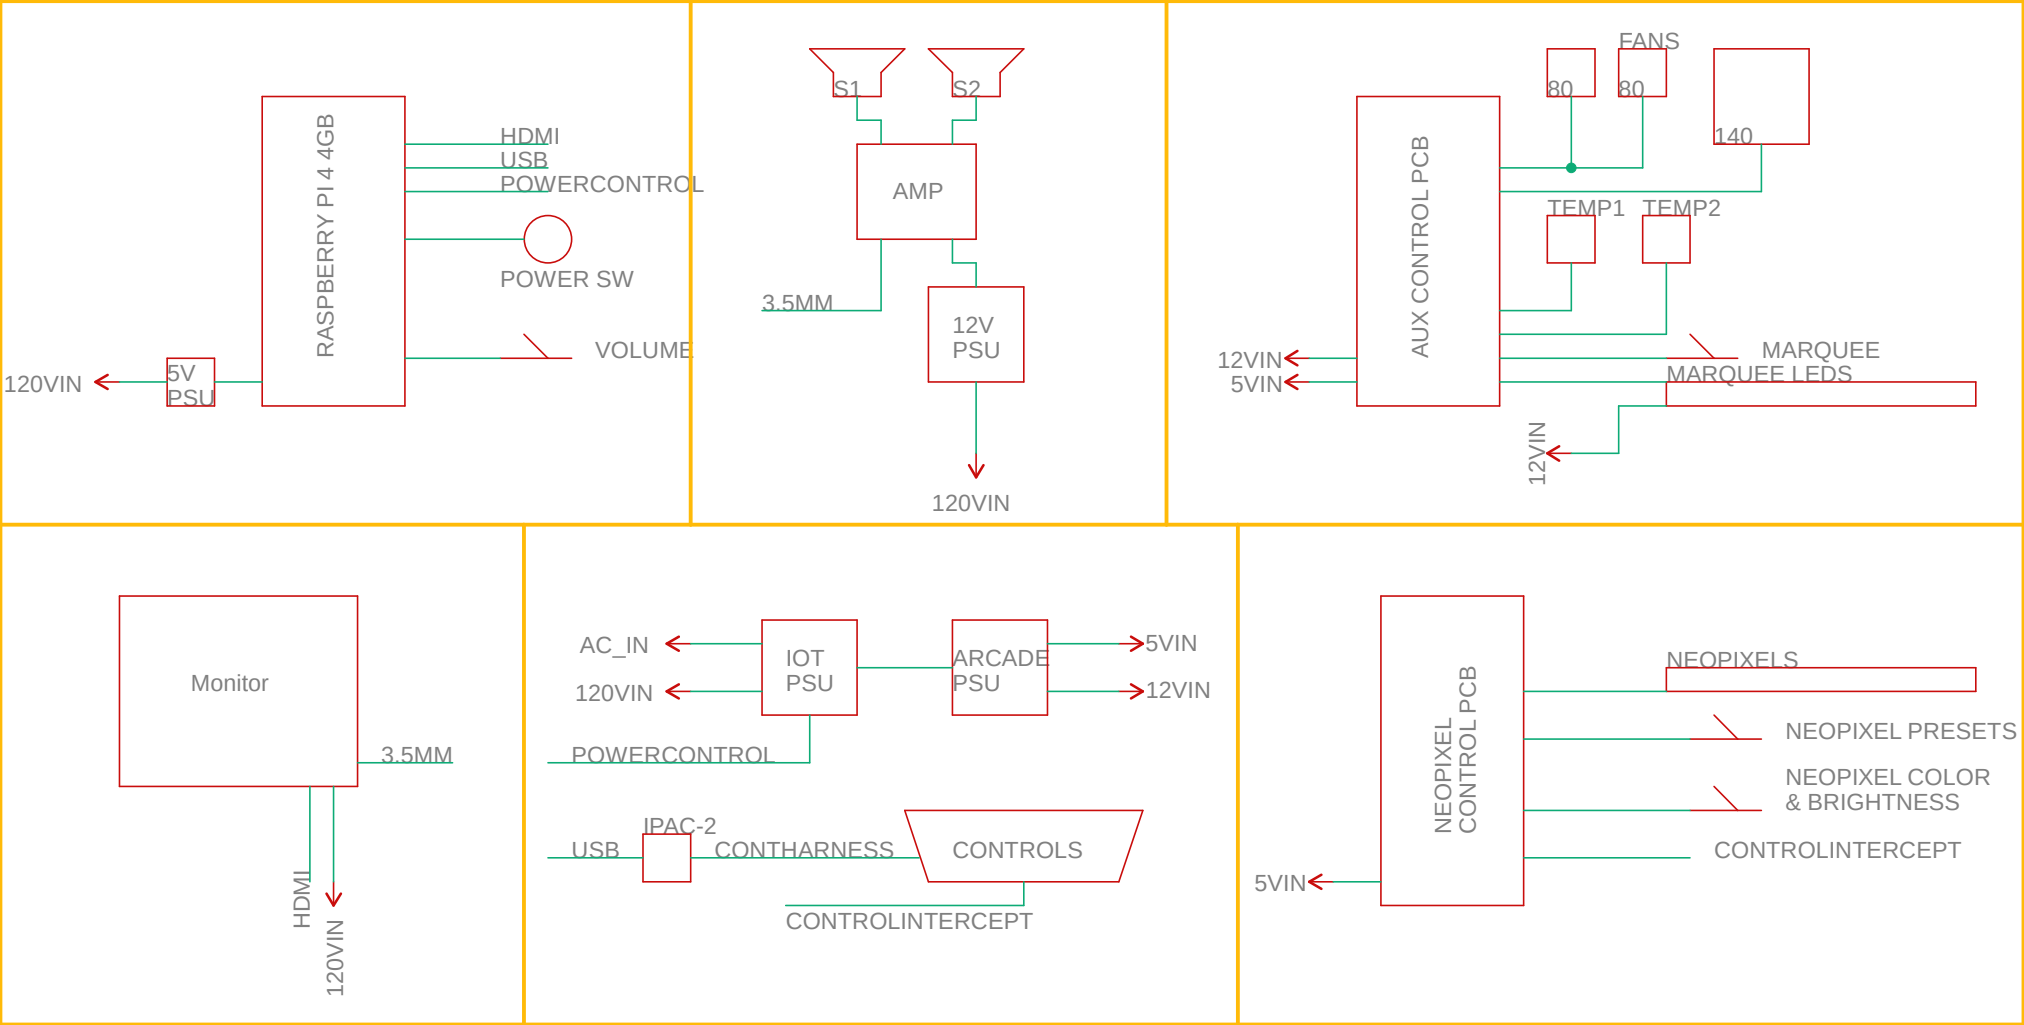 RASPBERRY PI 4 4GB
HDMI
USB
POWERCONTROL
POWER SW
VOLUME
120VIN
5V
PSU
S1
S2
AMP
3.5MM
12V
PSU
120VIN
FANS
80
80
140
AUX CONTROL PCB
TEMP1
TEMP2
12VIN
5VIN
MARQUEE
MARQUEE LEDS
12VIN
Monitor
3.5MM
HDMI
120VIN
AC_IN
120VIN
IOT
PSU
ARCADE
PSU
5VIN
12VIN
POWERCONTROL
IPAC-2
USB
CONTHARNESS
CONTROLS
CONTROLINTERCEPT
NEOPIXEL
CONTROL PCB
NEOPIXELS
NEOPIXEL PRESETS
NEOPIXEL COLOR
& BRIGHTNESS
CONTROLINTERCEPT
5VIN